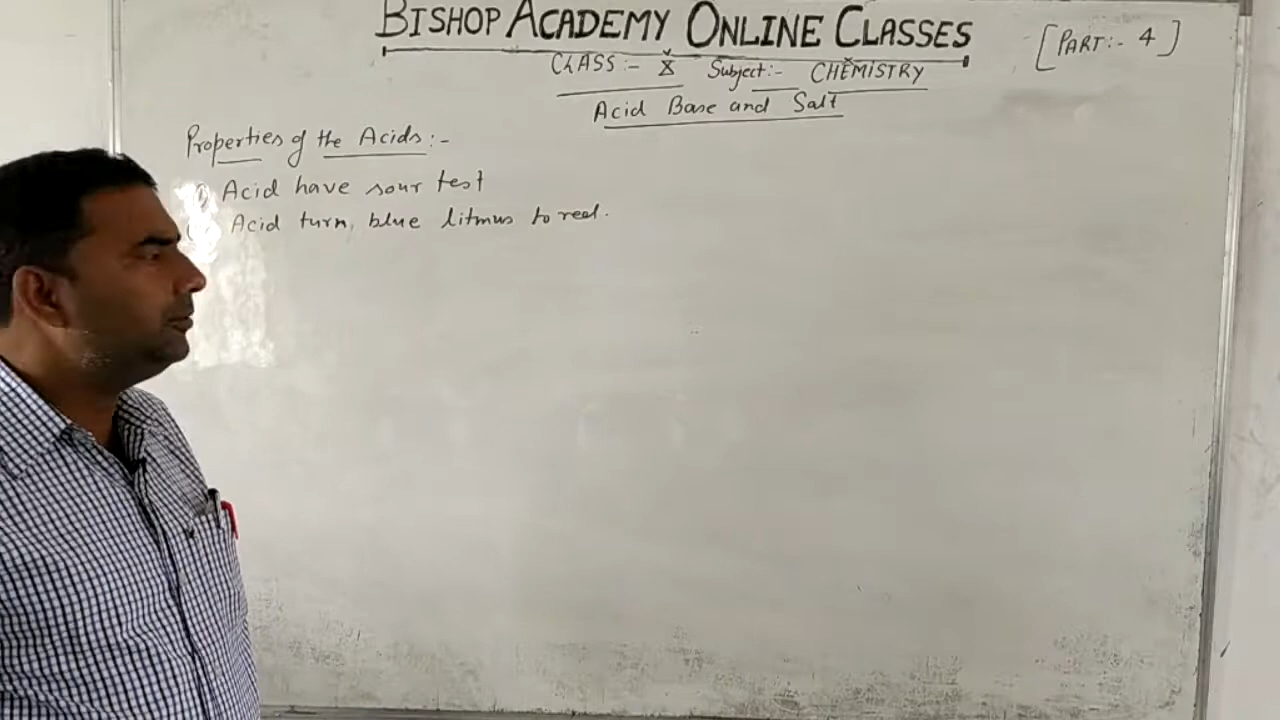 BISHOP ACADEMY ONLINE CLASSES
[PART:- 4]
CLASS:- X Subject:- CHEMISTRY
Acid Base and Salt
Properties of the Acids:-
Acid have sour test
Acid turn, blue litmus to red.